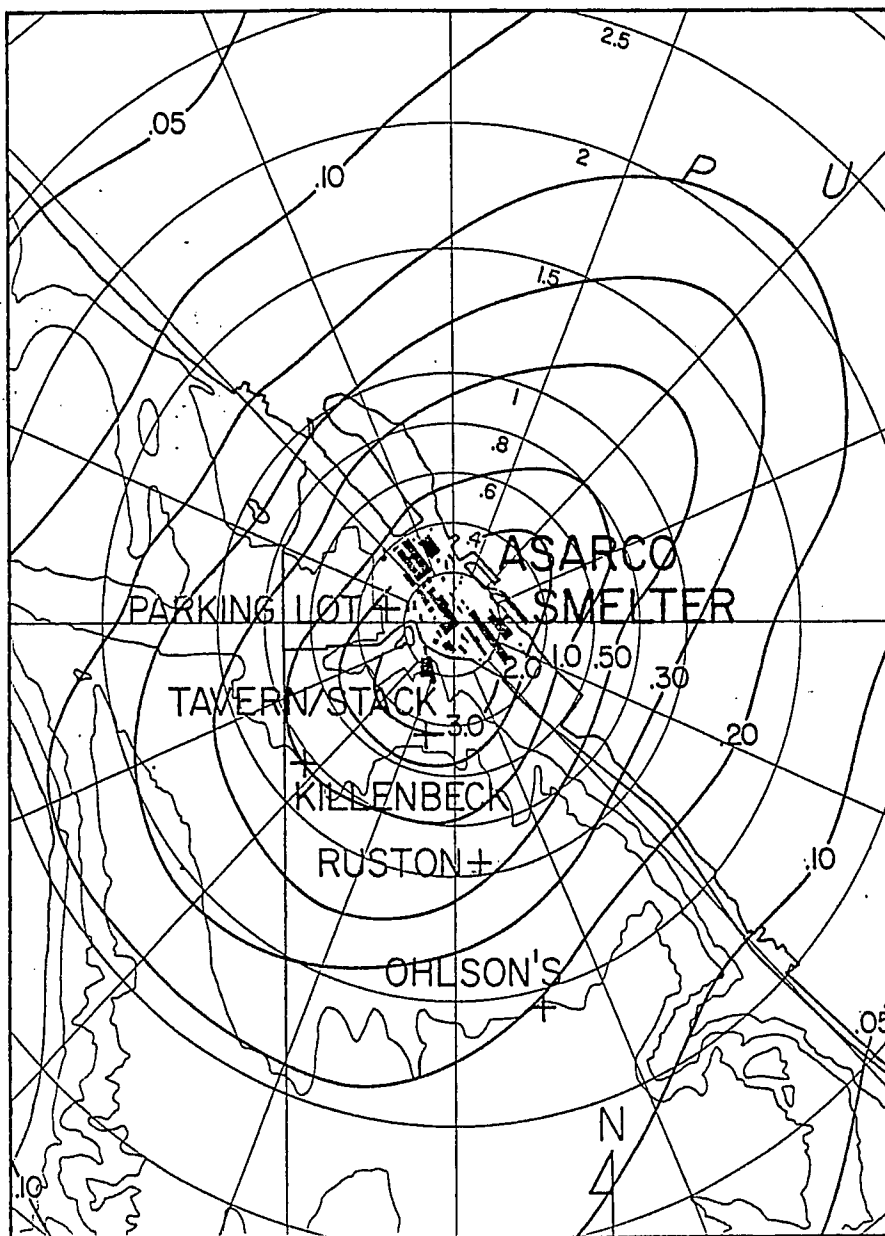 2.5
.05
2
.10
P U
1.5
1
.8
.6
.4
ASARCO
PARKING LOT
SMELTER
2.0
1.0
.50
.30
TAVERN/STACK
3.0
.20
KILLENBECK
RUSTON
.10
OHLSON'S
.05
N
.10